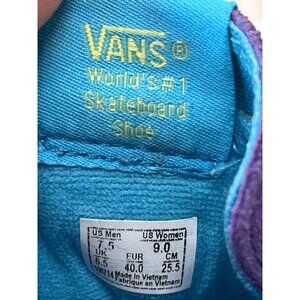 VANS®
World's #1
Skateboard
Shoe
US Men US Women
7.5 9.0
UK EUR CM
6.5 40.0 25.5
Made in Vietnam
Fabrique en Vietnam